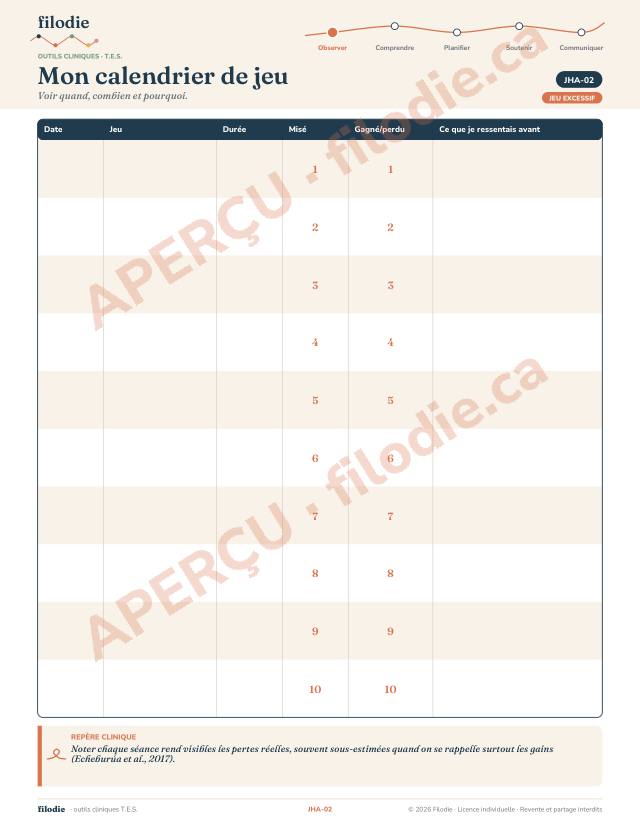 filodie
OUTILS CLINIQUES · T.E.S.
Observer Comprendre Planifier Soutenir Communiquer
Mon calendrier de jeu
Voir quand, combien et pourquoi.
JHA-02
JEU EXCESSIF
Date Jeu Durée Misé Gagné/perdu Ce que je ressentais avant
1 1
2 2
3 3
4 4
5 5
6 6
7 7
8 8
9 9
10 10
APERÇU · filodie.ca
APERÇU · filodie.ca
REPÈRE CLINIQUE
Noter chaque séance rend visibles les pertes réelles, souvent sous-estimées quand on se rappelle surtout les gains
(Echeburúa et al., 2017).
filodie · outils cliniques T.E.S. JHA-02 © 2026 Filodie · Licence individuelle · Revente et partage interdits